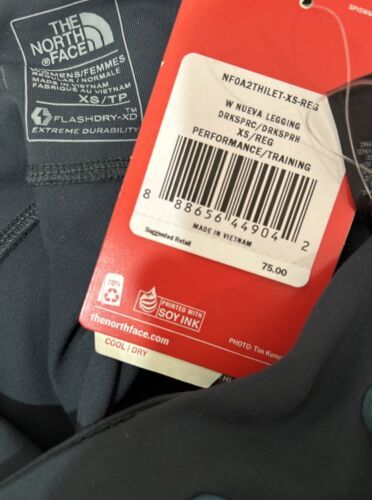 THE
NORTH
FACE
WOMENS/FEMMES
REGULAR / NORMALE
MADE IN VIETNAM
FABRIQUÉ AU VIETNAM
XS/TP
FLASHDRY-XD
EXTREME DURABILITY
NF0A2THILET-XS-REG
W NUEVA LEGGING
DRKSPRC/DRKSPRH
XS/REG
PERFORMANCE/TRAINING
8 88656 44904 2
MADE IN VIETNAM
Suggested Retail
75.00
70%
PRINTED WITH
SOY INK
thenorthface.com
PHOTO: Tim Kem
COOL / DRY